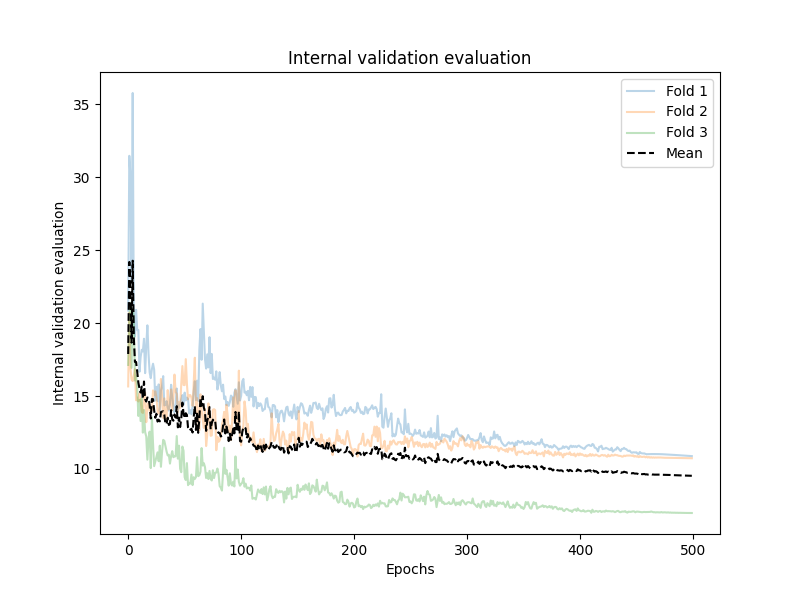 Internal validation evaluation
Fold 1
Fold 2
Fold 3
Mean
35
30
25
20
15
10
Internal validation evaluation
0
100
200
300
400
500
Epochs